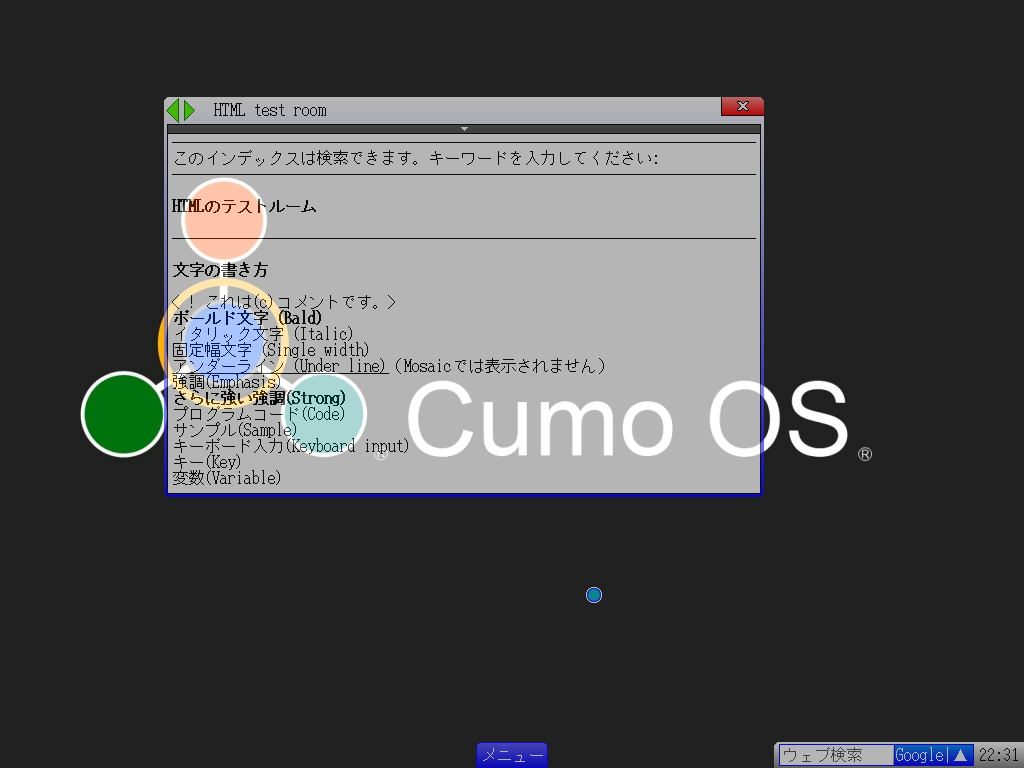 HTML test room
このインデックスは検索できます。キーワードを入力してください:
HTMLのテストルーム
文字の書き方
<! これは(c)コメントです。>
ボールド文字 (Bald)
イタリック文字 (Italic)
固定幅文字 (Single width)
アンダーライン (Under line) (Mosaicでは表示されません)
強調(Emphasis)
さらに強い強調(Strong)
プログラムコード(Code)
サンプル(Sample)
キーボード入力(Keyboard input)
キー(Key)
変数(Variable)
Cumo OS ®
®
メニュー
ウェブ検索 Google 22:31